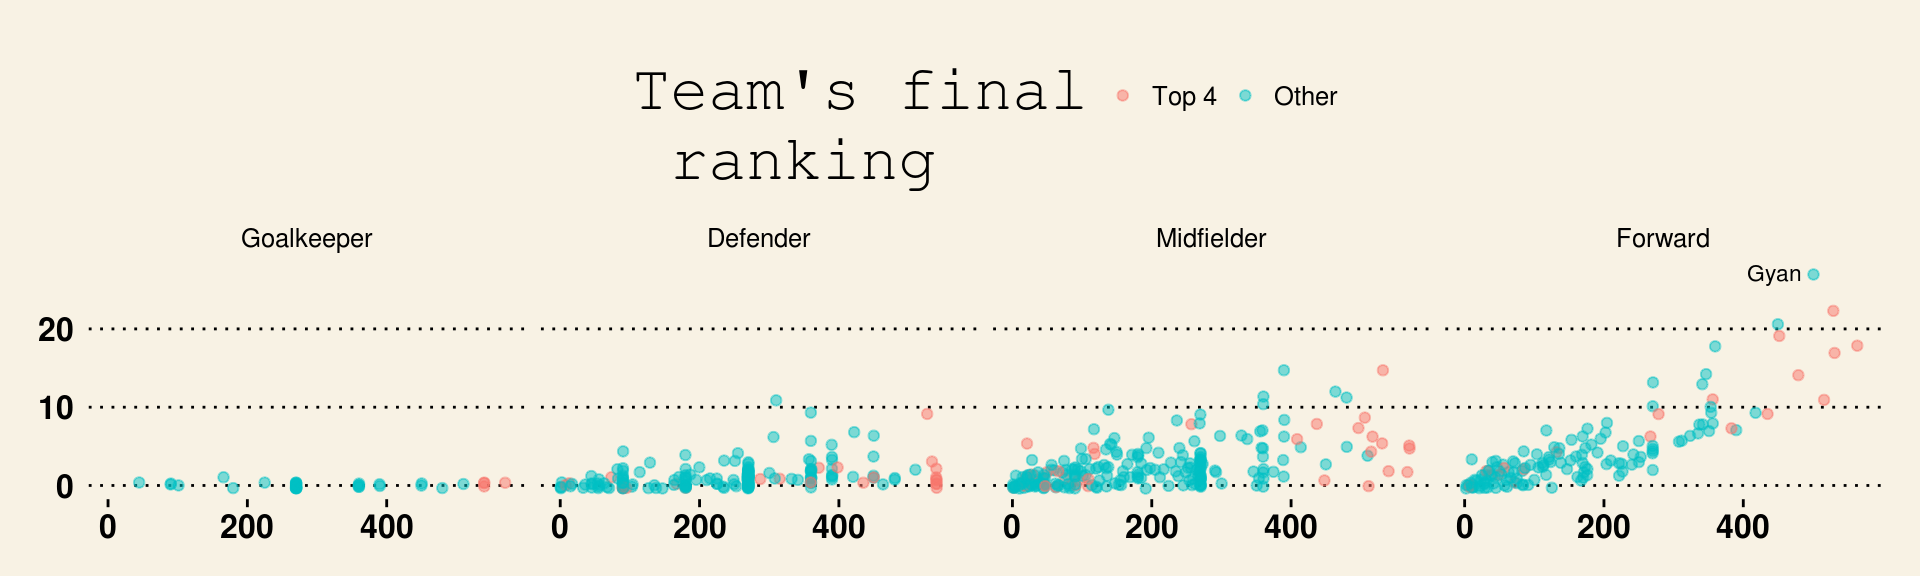 Team's final
ranking
Top 4
Other
Goalkeeper
Defender
Midfielder
Forward
Gyan
20
10
0
0 200 400
0 200 400
0 200 400
0 200 400